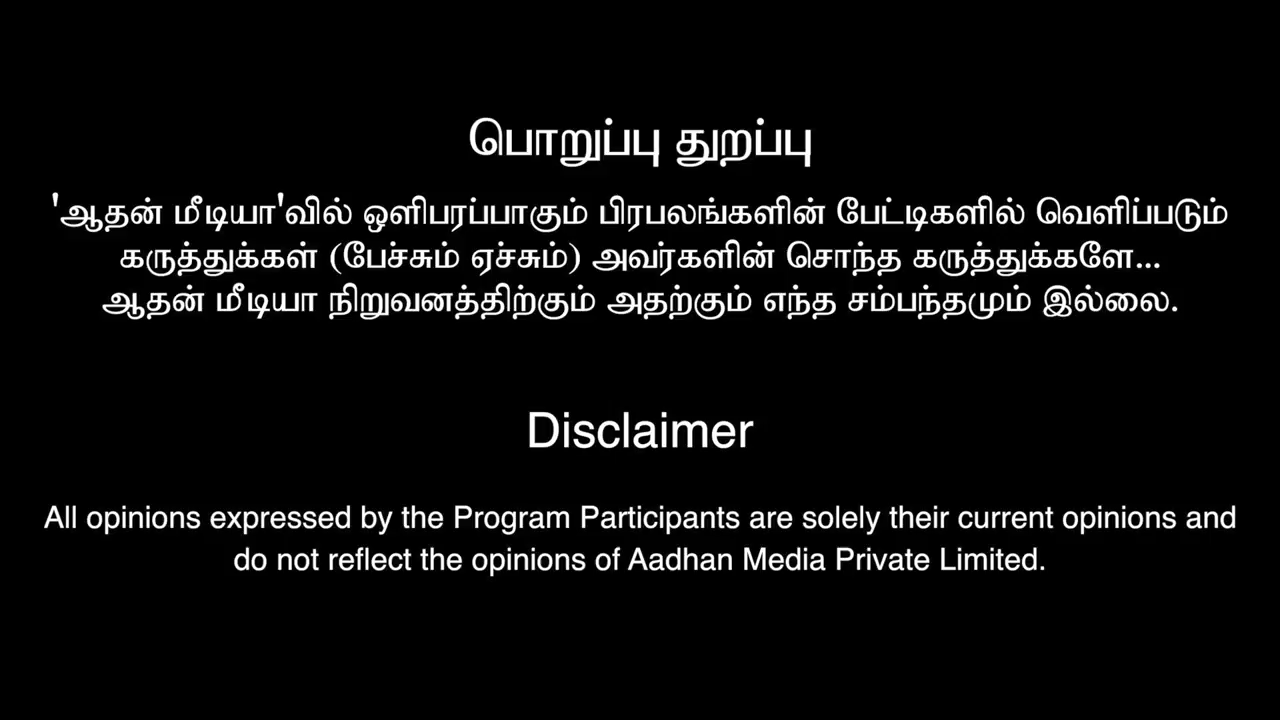 பொறுப்பு துறப்பு
'ஆதன் மீடியா'வில் ஒளிபரப்பாகும் பிரபலங்களின் பேட்டிகளில் வெளிப்படும்
கருத்துக்கள் (பேச்சும் ஏச்சும்) அவர்களின் சொந்த கருத்துக்களே...
ஆதன் மீடியா நிறுவனத்திற்கும் அதற்கும் எந்த சம்பந்தமும் இல்லை.
Disclaimer
All opinions expressed by the Program Participants are solely their current opinions and
do not reflect the opinions of Aadhan Media Private Limited.